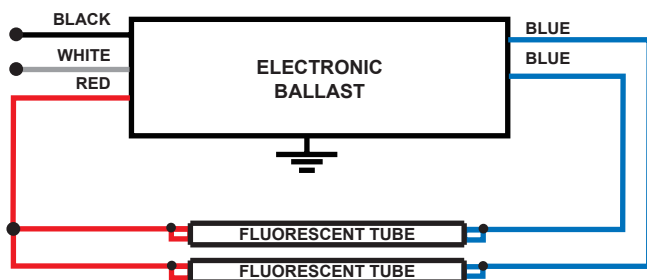 BLACK
WHITE
RED
ELECTRONIC
BALLAST
BLUE
BLUE
FLUORESCENT TUBE
FLUORESCENT TUBE